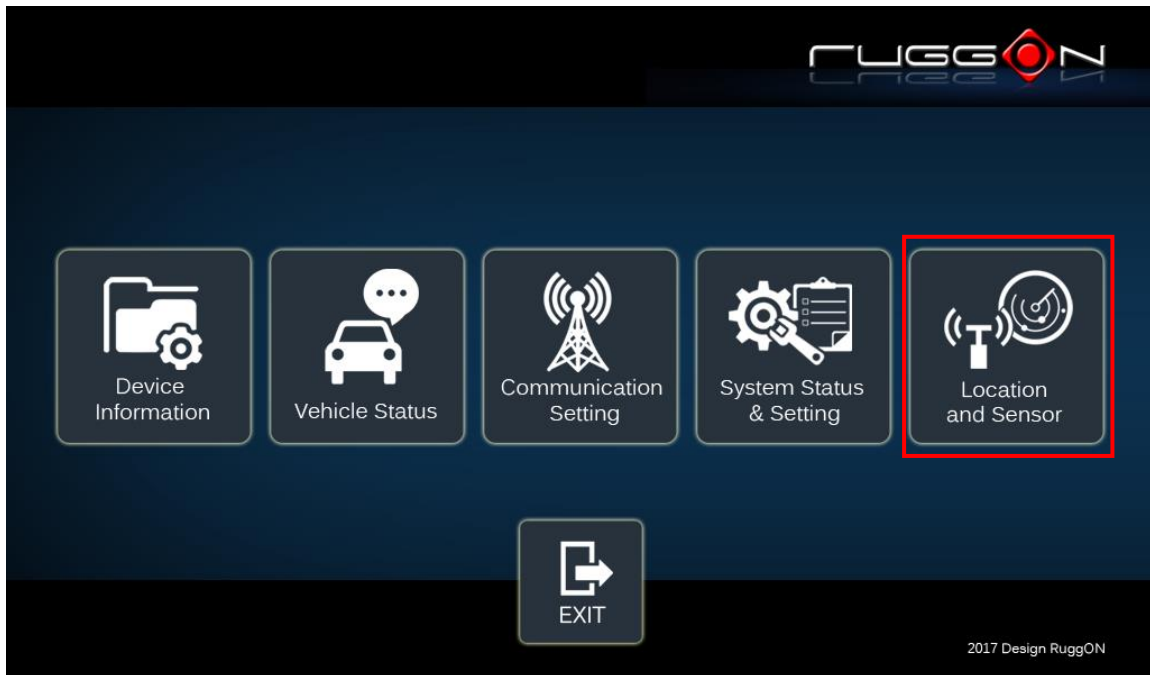 RUGGON
Device
Information
Vehicle Status
Communication
Setting
System Status
& Setting
Location
and Sensor
EXIT
2017 Design RuggON